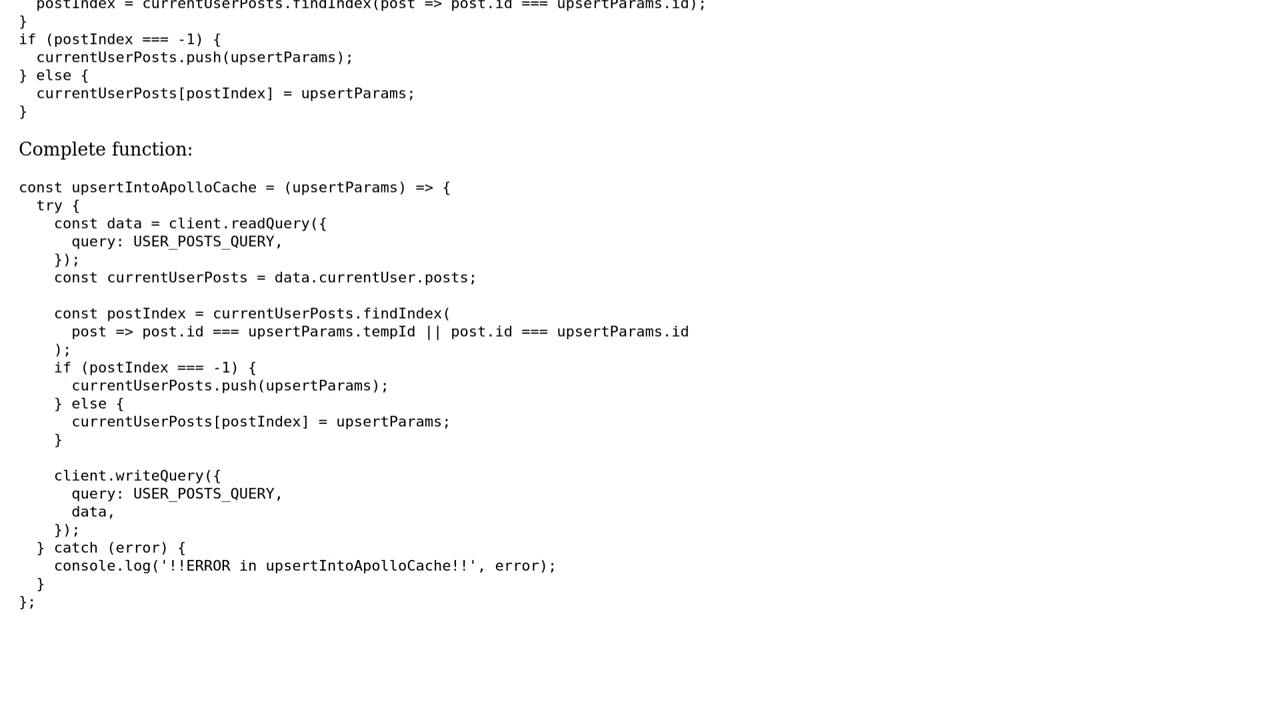 postIndex = currentUserPosts.findIndex(post => post.id === upsertParams.id);
}
if (postIndex === -1) {
  currentUserPosts.push(upsertParams);
} else {
  currentUserPosts[postIndex] = upsertParams;
}
Complete function:
const upsertIntoApolloCache = (upsertParams) => {
  try {
    const data = client.readQuery({
      query: USER_POSTS_QUERY,
    });
    const currentUserPosts = data.currentUser.posts;

    const postIndex = currentUserPosts.findIndex(
      post => post.id === upsertParams.tempId || post.id === upsertParams.id
    );
    if (postIndex === -1) {
      currentUserPosts.push(upsertParams);
    } else {
      currentUserPosts[postIndex] = upsertParams;
    }

    client.writeQuery({
      query: USER_POSTS_QUERY,
      data,
    });
  } catch (error) {
    console.log('!!ERROR in upsertIntoApolloCache!!', error);
  }
};